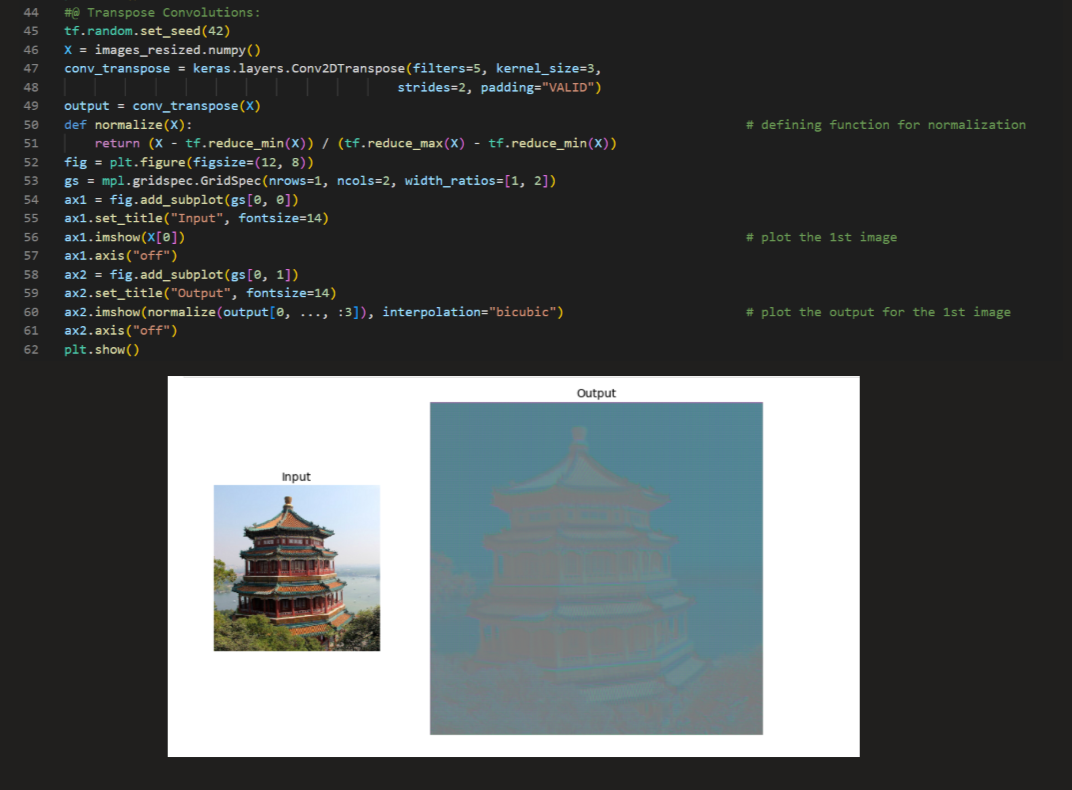 44 #@ Transpose Convolutions:
45 tf.random.set_seed(42)
46 X = images_resized.numpy()
47 conv_transpose = keras.layers.Conv2DTranspose(filters=5, kernel_size=3,
48 strides=2, padding="VALID")
49 output = conv_transpose(X)
50 def normalize(X): # defining function for normalization
51 return (X - tf.reduce_min(X)) / (tf.reduce_max(X) - tf.reduce_min(X))
52 fig = plt.figure(figsize=(12, 8))
53 gs = mpl.gridspec.GridSpec(nrows=1, ncols=2, width_ratios=[1, 2])
54 ax1 = fig.add_subplot(gs[0, 0])
55 ax1.set_title("Input", fontsize=14)
56 ax1.imshow(X[0]) # plot the 1st image
57 ax1.axis("off")
58 ax2 = fig.add_subplot(gs[0, 1])
59 ax2.set_title("Output", fontsize=14)
60 ax2.imshow(normalize(output[0, ..., :3]), interpolation="bicubic") # plot the output for the 1st image
61 ax2.axis("off")
62 plt.show()
Output
Input